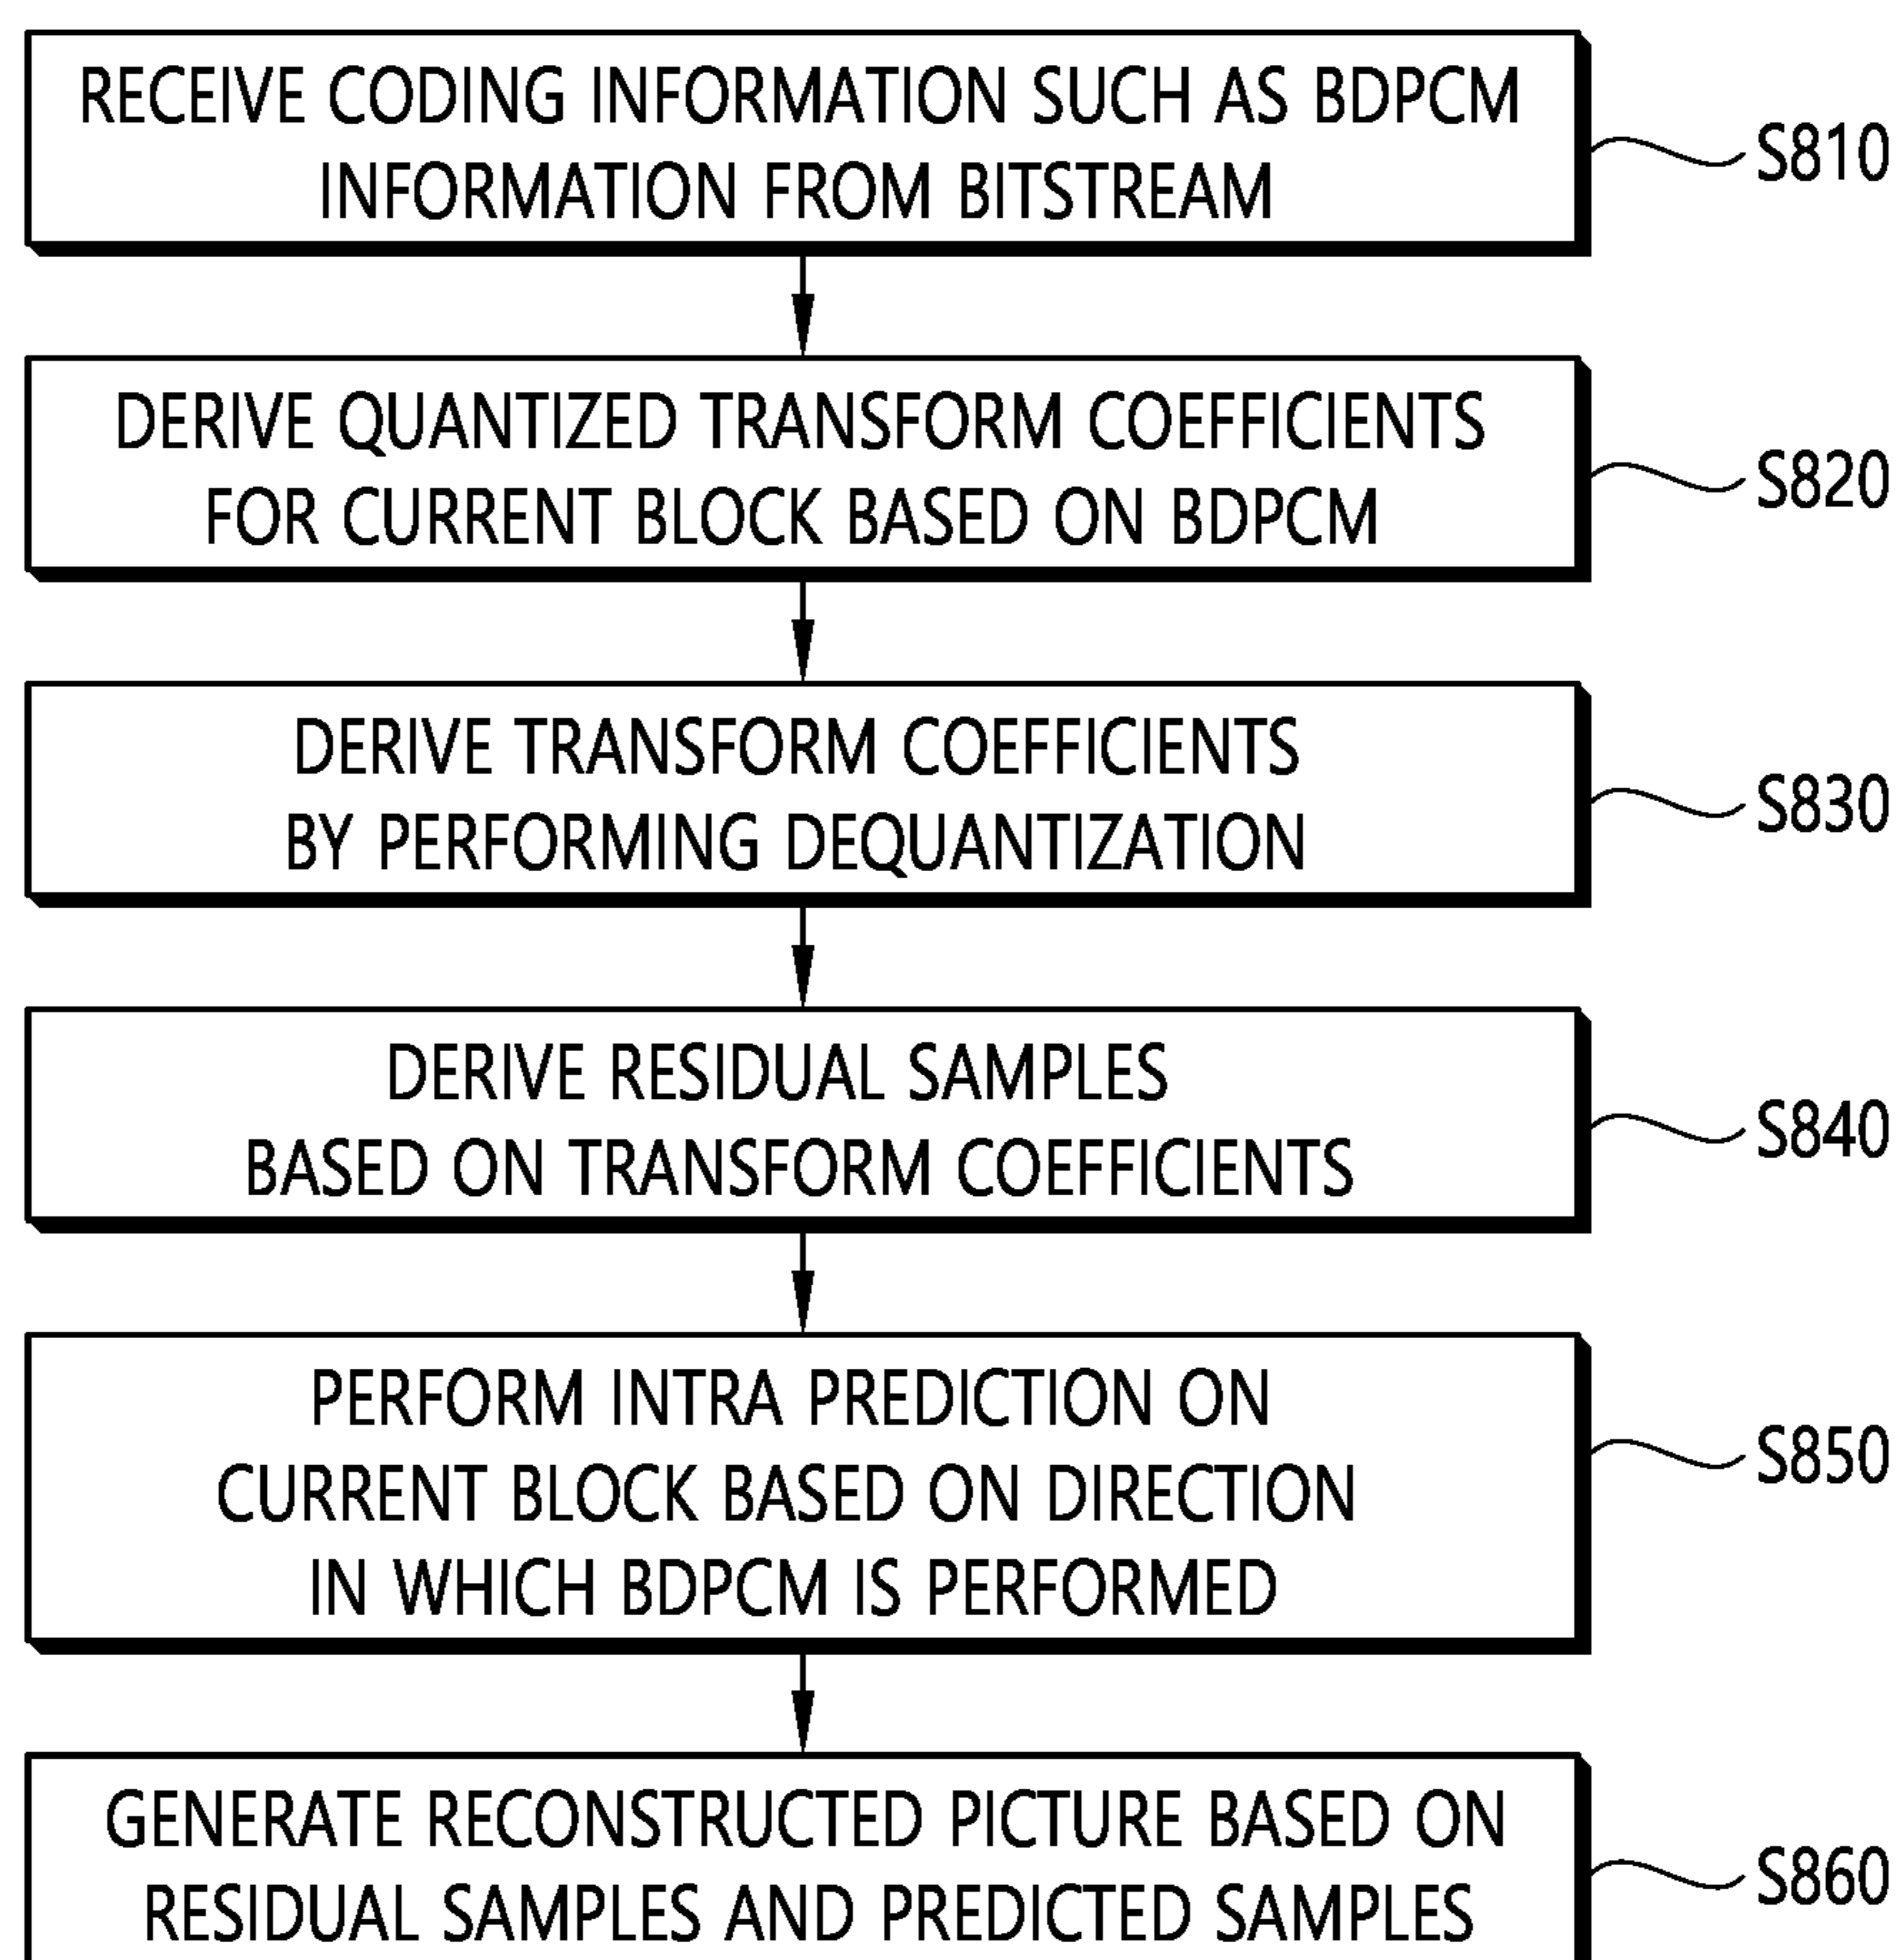 RECEIVE CODING INFORMATION SUCH AS BDPCM
INFORMATION FROM BITSTREAM
S810
DERIVE QUANTIZED TRANSFORM COEFFICIENTS
FOR CURRENT BLOCK BASED ON BDPCM
S820
DERIVE TRANSFORM COEFFICIENTS
BY PERFORMING DEQUANTIZATION
S830
DERIVE RESIDUAL SAMPLES
BASED ON TRANSFORM COEFFICIENTS
S840
PERFORM INTRA PREDICTION ON
CURRENT BLOCK BASED ON DIRECTION
IN WHICH BDPCM IS PERFORMED
S850
GENERATE RECONSTRUCTED PICTURE BASED ON
RESIDUAL SAMPLES AND PREDICTED SAMPLES
S860